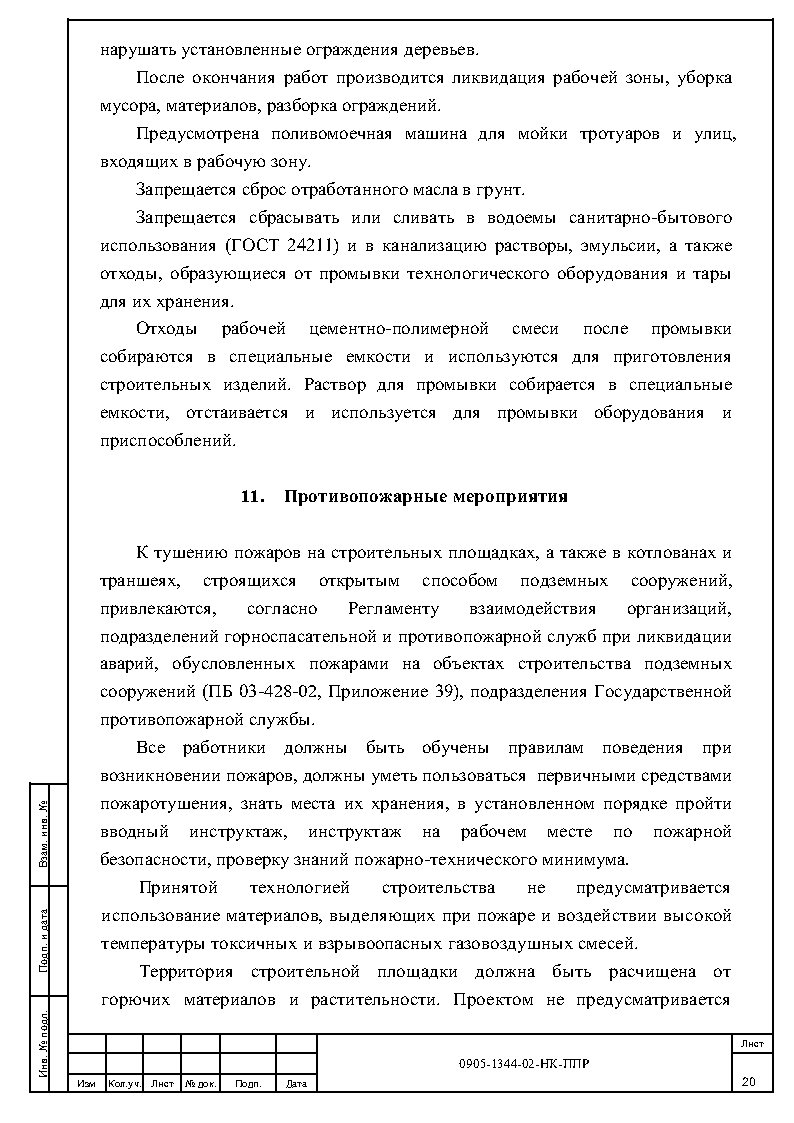 нарушать установленные ограждения деревьев.
После окончания работ производится ликвидация рабочей зоны, уборка
мусора, материалов, разборка ограждений.
Предусмотрена поливомоечная машина для мойки тротуаров и улиц,
входящих в рабочую зону.
Запрещается сброс отработанного масла в грунт.
Запрещается сбрасывать или сливать в водоемы санитарно-бытового
использования (ГОСТ 24211) и в канализацию растворы, эмульсии, а также
отходы, образующиеся от промывки технологического оборудования и тары
для их хранения.
Отходы рабочей цементно-полимерной смеси после промывки
собираются в специальные емкости и используются для приготовления
строительных изделий. Раствор для промывки собирается в специальные
емкости, отстаивается и используется для промывки оборудования и
приспособлений.
11. Противопожарные мероприятия
К тушению пожаров на строительных площадках, а также в котлованах и
траншеях, строящихся открытым способом подземных сооружений,
привлекаются, согласно Регламенту взаимодействия организаций,
подразделений горноспасательной и противопожарной служб при ликвидации
аварий, обусловленных пожарами на объектах строительства подземных
сооружений (ПБ 03-428-02, Приложение 39), подразделения Государственной
противопожарной службы.
Все работники должны быть обучены правилам поведения при
возникновении пожаров, должны уметь пользоваться первичными средствами
пожаротушения, знать места их хранения, в установленном порядке пройти
вводный инструктаж, инструктаж на рабочем месте по пожарной
безопасности, проверку знаний пожарно-технического минимума.
Принятой технологией строительства не предусматривается
использование материалов, выделяющих при пожаре и воздействии высокой
температуры токсичных и взрывоопасных газовоздушных смесей.
Территория строительной площадки должна быть расчищена от
горючих материалов и растительности. Проектом не предусматривается
Взам. инв. №
Подп. и дата
Инв. № подл.
Изм Кол.уч. Лист № док. Подп. Дата
0905-1344-02-НК-ППР
Лист
20